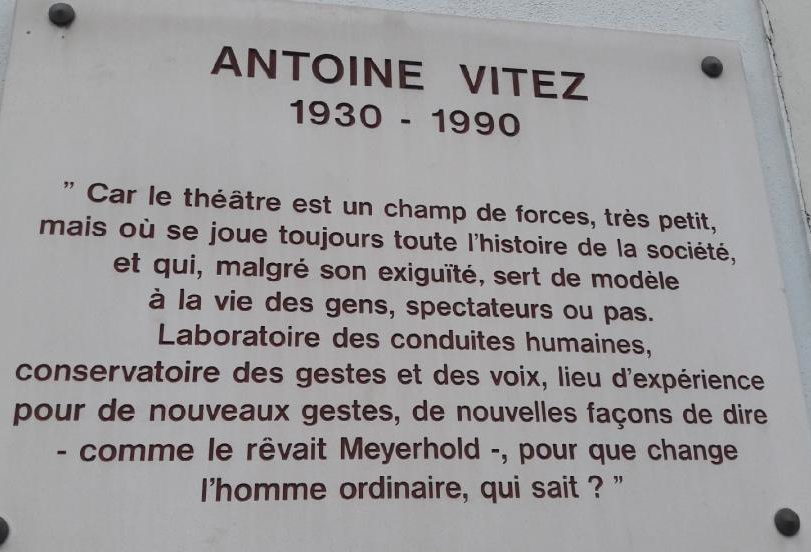 ANTOINE VITEZ
1930 - 1990
" Car le théâtre est un champ de forces, très petit,
mais où se joue toujours toute l'histoire de la société,
et qui, malgré son exiguïté, sert de modèle
à la vie des gens, spectateurs ou pas.
Laboratoire des conduites humaines,
conservatoire des gestes et des voix, lieu d'expérience
pour de nouveaux gestes, de nouvelles façons de dire
- comme le rêvait Meyerhold -, pour que change
l'homme ordinaire, qui sait ? "